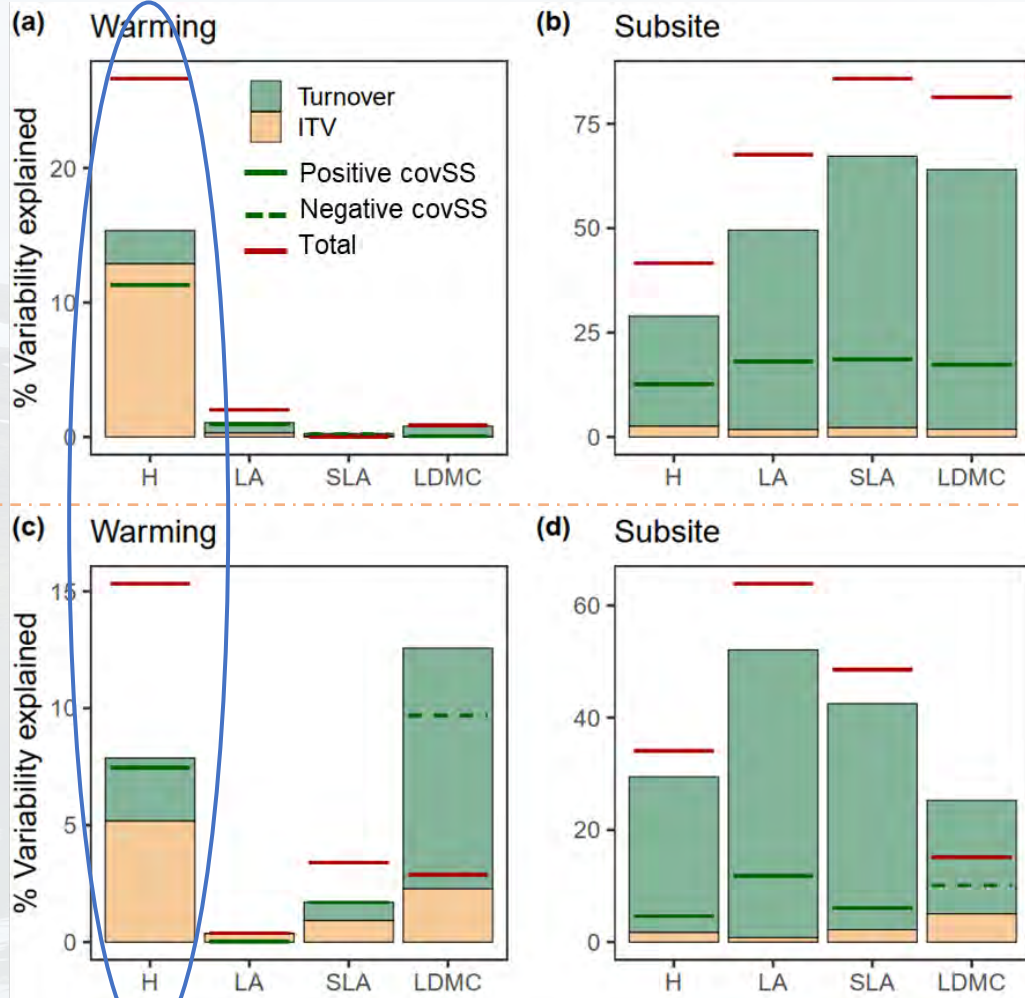 (a) Warming
% Variability explained
20
10
0
Turnover
ITV
Positive covSS
Negative covSS
Total
H LA SLA LDMC
(b) Subsite
75
50
25
0
H LA SLA LDMC
(c) Warming
% Variability explained
15
10
5
0
H LA SLA LDMC
(d) Subsite
60
40
20
0
H LA SLA LDMC